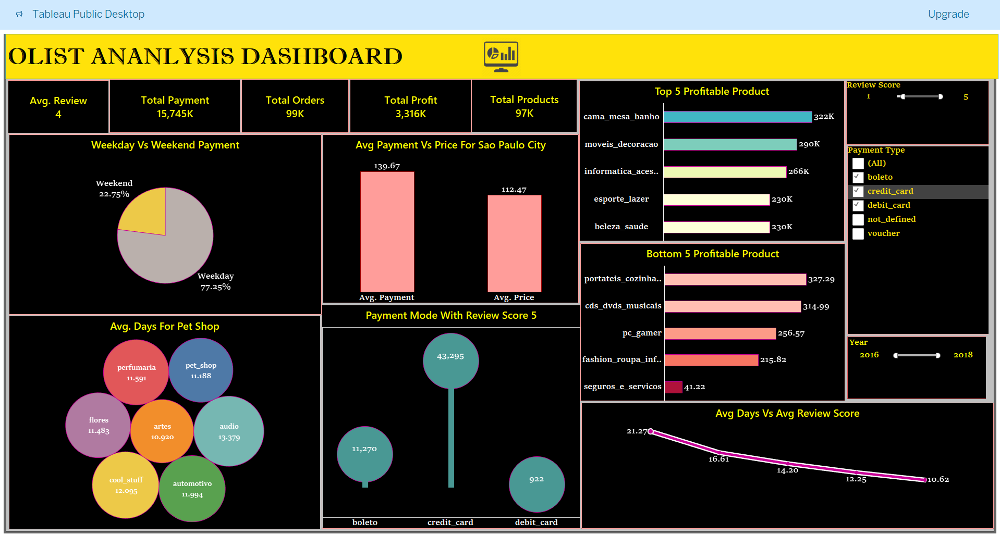 Tableau Public Desktop
Upgrade
OLIST ANANLYSIS DASHBOARD
Avg. Review
4
Total Payment
15,745K
Total Orders
99K
Total Profit
3,316K
Total Products
97K
Weekday Vs Weekend Payment
Weekend
22.75%
Weekday
77.25%
Avg Payment Vs Price For Sao Paulo City
139.67
112.47
Avg. Payment
Avg. Price
Top 5 Profitable Product
cama_mesa_banho
322K
moveis_decoracao
290K
informatica_aces..
266K
esporte_lazer
230K
beleza_saude
230K
Review Score
1
5
Payment Type
(All)
boleto
credit_card
debit_card
not_defined
voucher
Year
2016
2018
Bottom 5 Profitable Product
portateis_cozinha..
327.29
cds_dvds_musicais
314.99
pc_gamer
256.57
fashion_roupa_inf..
215.82
seguros_e_servicos
41.22
Avg. Days For Pet Shop
perfumaria
11.591
pet_shop
11.188
flores
11.483
artes
10.920
audio
13.379
cool_stuff
12.095
automotivo
11.994
Payment Mode With Review Score 5
43,295
11,270
922
boleto
credit_card
debit_card
Avg Days Vs Avg Review Score
21.27
16.61
14.20
12.25
10.62